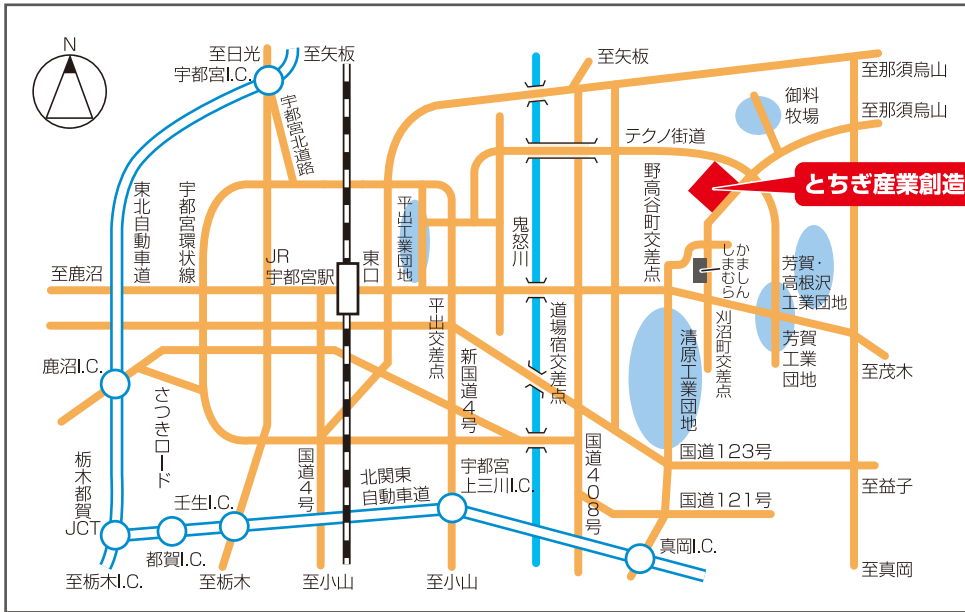 N
至日光
至矢板
宇都宮I.C.
宇都宮北道路
至矢板
至那須烏山
御料
牧場
至那須烏山
テクノ街道
とちぎ産業創造
東北自動車道
宇都宮環状線
平出工業団地
鬼怒川
野高谷町交差点
至鹿沼
JR
宇都宮駅
東口
かましん
しまむら
芳賀・
高根沢
工業団地
平出交差点
新国道4号
道場宿交差点
清原工業団地
刈沼町交差点
芳賀
工業
団地
至茂木
鹿沼I.C.
さつきロード
国道123号
栃木都賀
JCT
壬生I.C.
国道4号
北関東
自動車道
宇都宮
上三川I.C.
国道408号
国道121号
至益子
都賀I.C.
真岡I.C.
至栃木I.C.
至栃木
至小山
至小山
至真岡